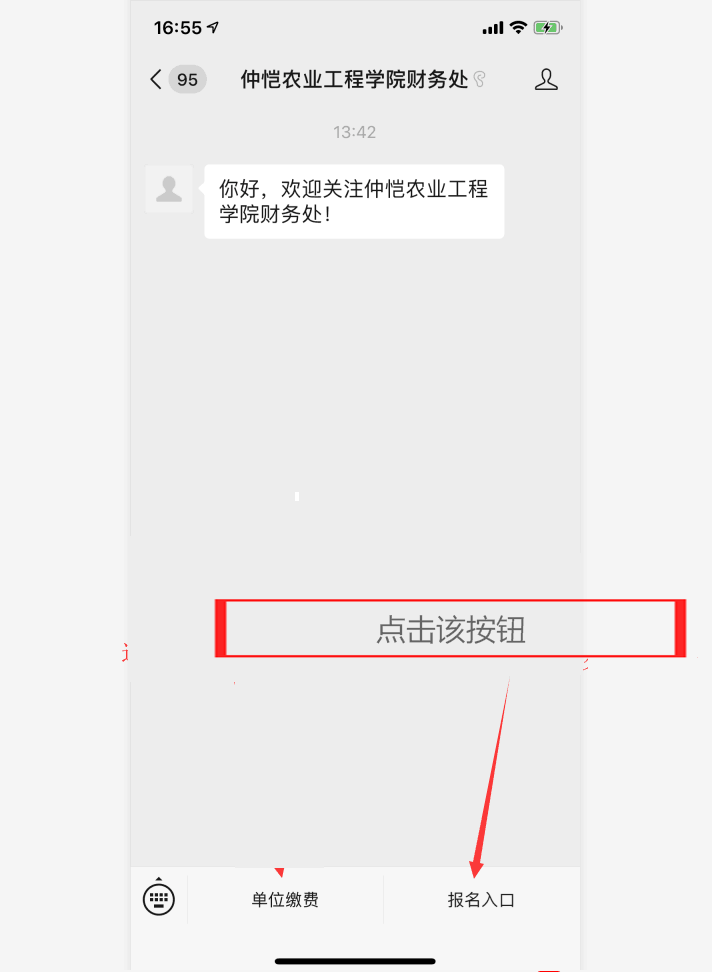 16:55
95
仲恺农业工程学院财务处
13:42
你好，欢迎关注仲恺农业工程
学院财务处！
点击该按钮
单位缴费
报名入口